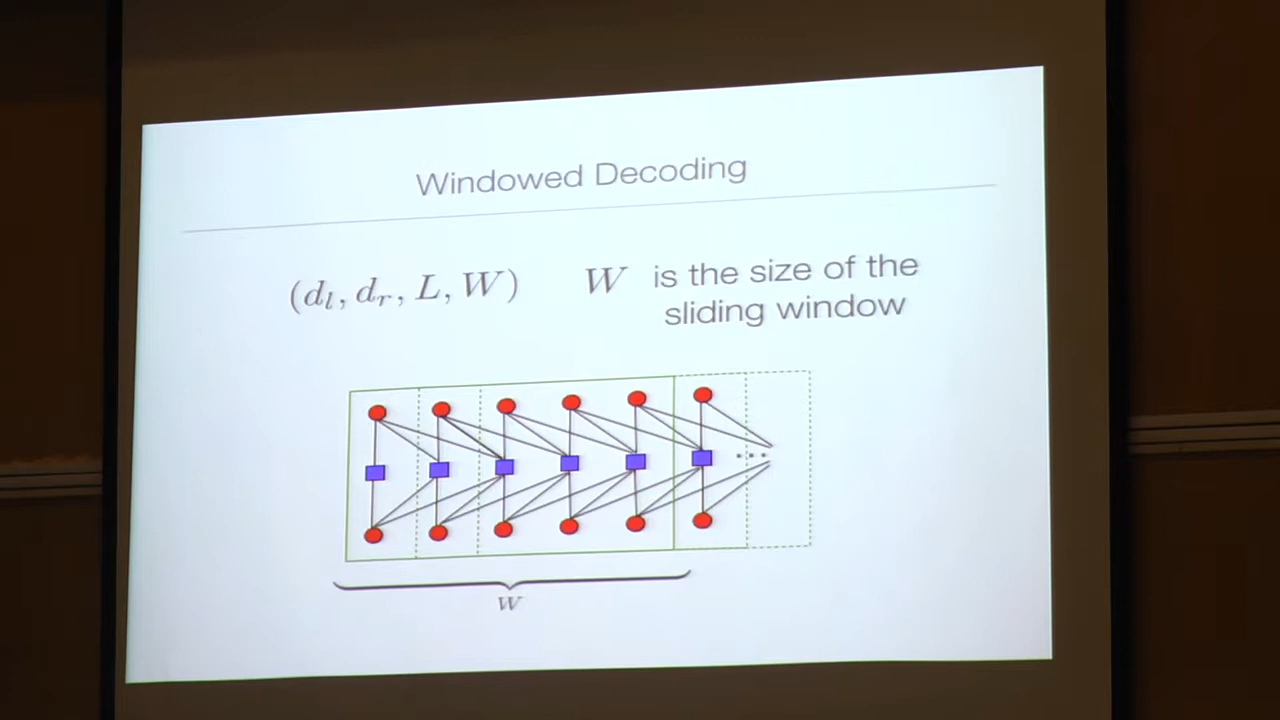 Windowed Decoding
(d_l, d_r, L, W) W is the size of the
sliding window
...
W